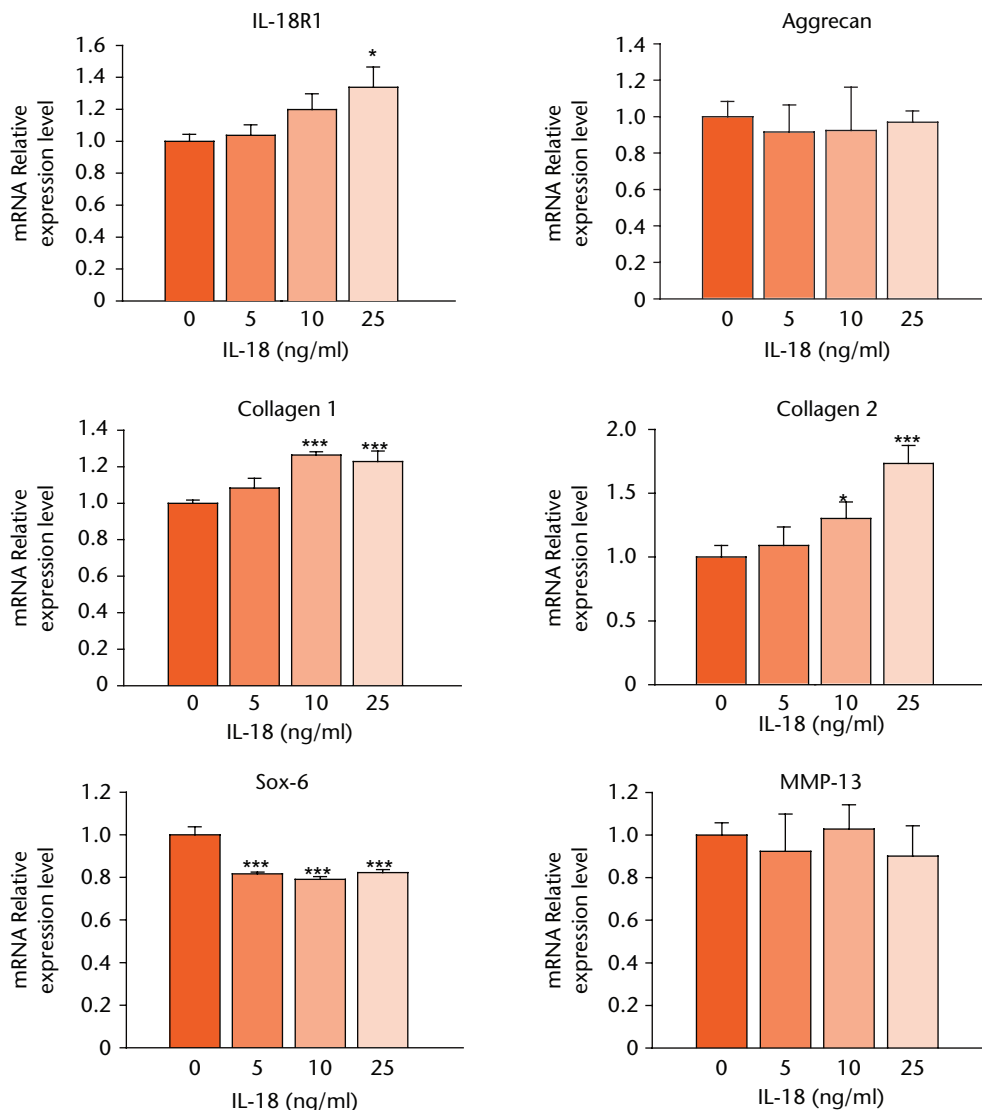 IL-18R1
mRNA Relative
expression level
1.6
1.4
1.2
1.0
0.8
0.6
0.4
0.2
0
*
0 5 10 25
IL-18 (ng/ml)
Aggrecan
mRNA Relative
expression level
1.4
1.2
1.0
0.8
0.6
0.4
0.2
0
0 5 10 25
IL-18 (ng/ml)
Collagen 1
mRNA Relative
expression level
1.4
1.2
1.0
0.8
0.6
0.4
0.2
0
*** ***
0 5 10 25
IL-18 (ng/ml)
Collagen 2
mRNA Relative
expression level
2.0
1.5
1.0
0.5
0
* ***
0 5 10 25
IL-18 (ng/ml)
Sox-6
mRNA Relative
expression level
1.2
1.0
0.8
0.6
0.4
0.2
0
*** *** ***
0 5 10 25
IL-18 (ng/ml)
MMP-13
mRNA Relative
expression level
1.2
1.0
0.8
0.6
0.4
0.2
0
0 5 10 25
IL-18 (ng/ml)